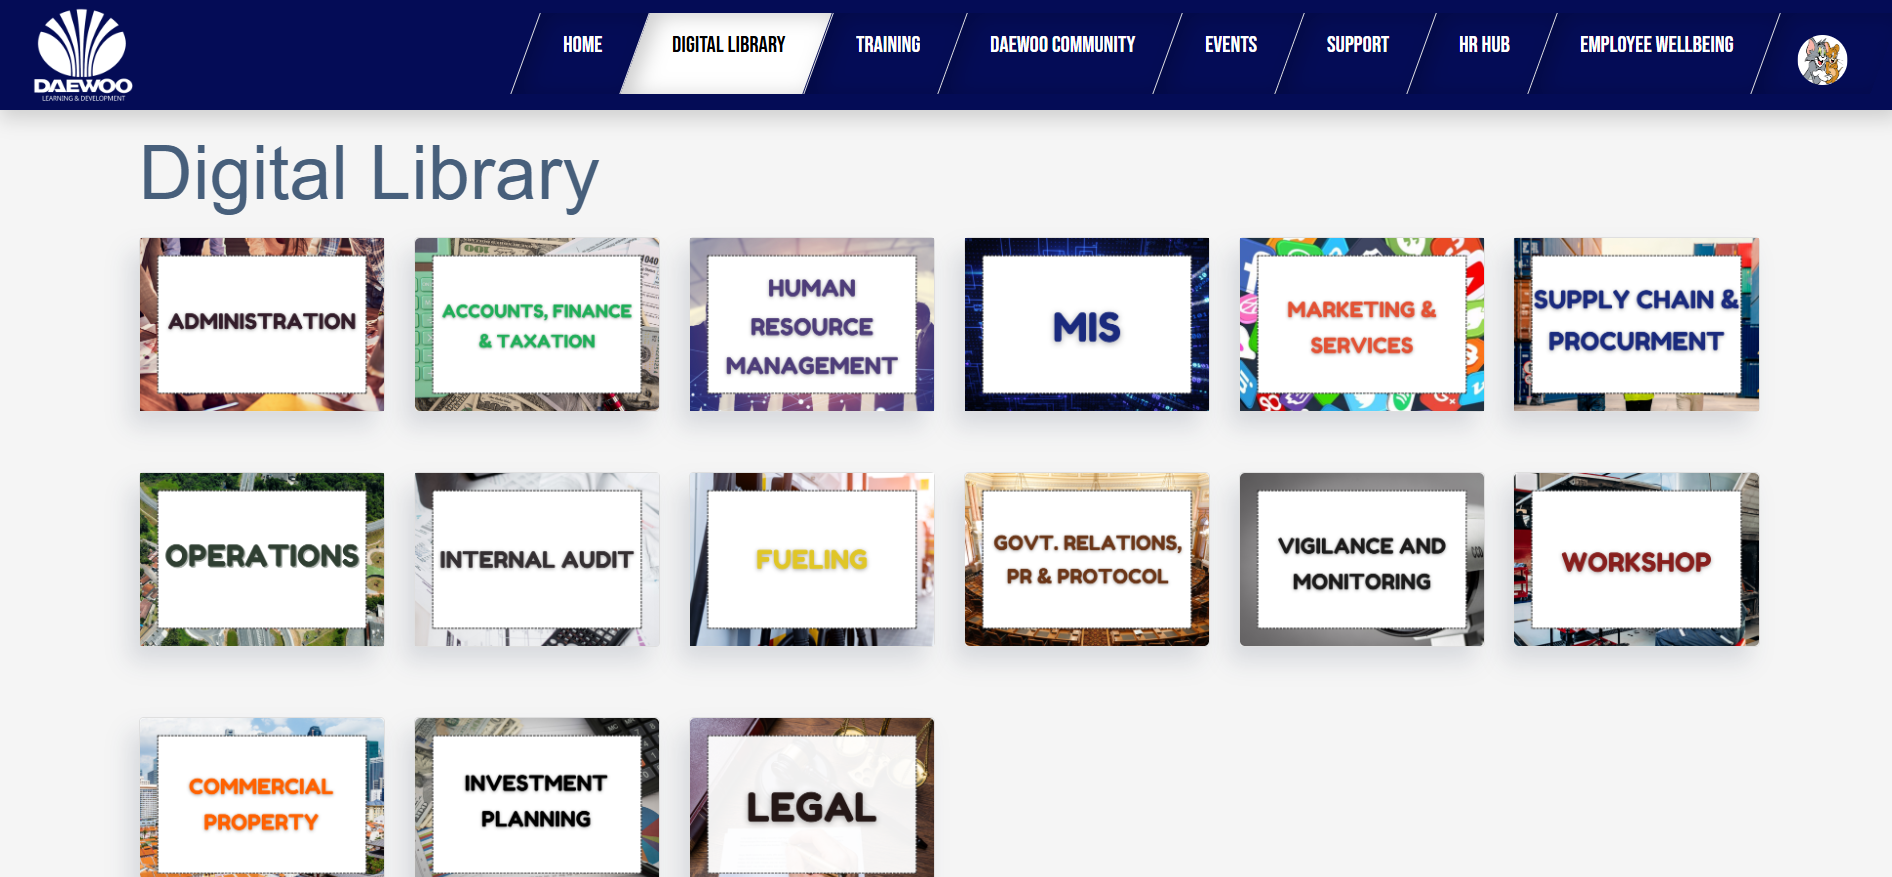 DAEWOO
LEARNING & DEVELOPMENT
HOME
DIGITAL LIBRARY
TRAINING
DAEWOO COMMUNITY
EVENTS
SUPPORT
HR HUB
EMPLOYEE WELLBEING
Digital Library
ADMINISTRATION
ACCOUNTS, FINANCE
& TAXATION
HUMAN
RESOURCE
MANAGEMENT
MIS
MARKETING &
SERVICES
SUPPLY CHAIN &
PROCURMENT
OPERATIONS
INTERNAL AUDIT
FUELING
GOVT. RELATIONS,
PR & PROTOCOL
VIGILANCE AND
MONITORING
WORKSHOP
COMMERCIAL
PROPERTY
INVESTMENT
PLANNING
LEGAL